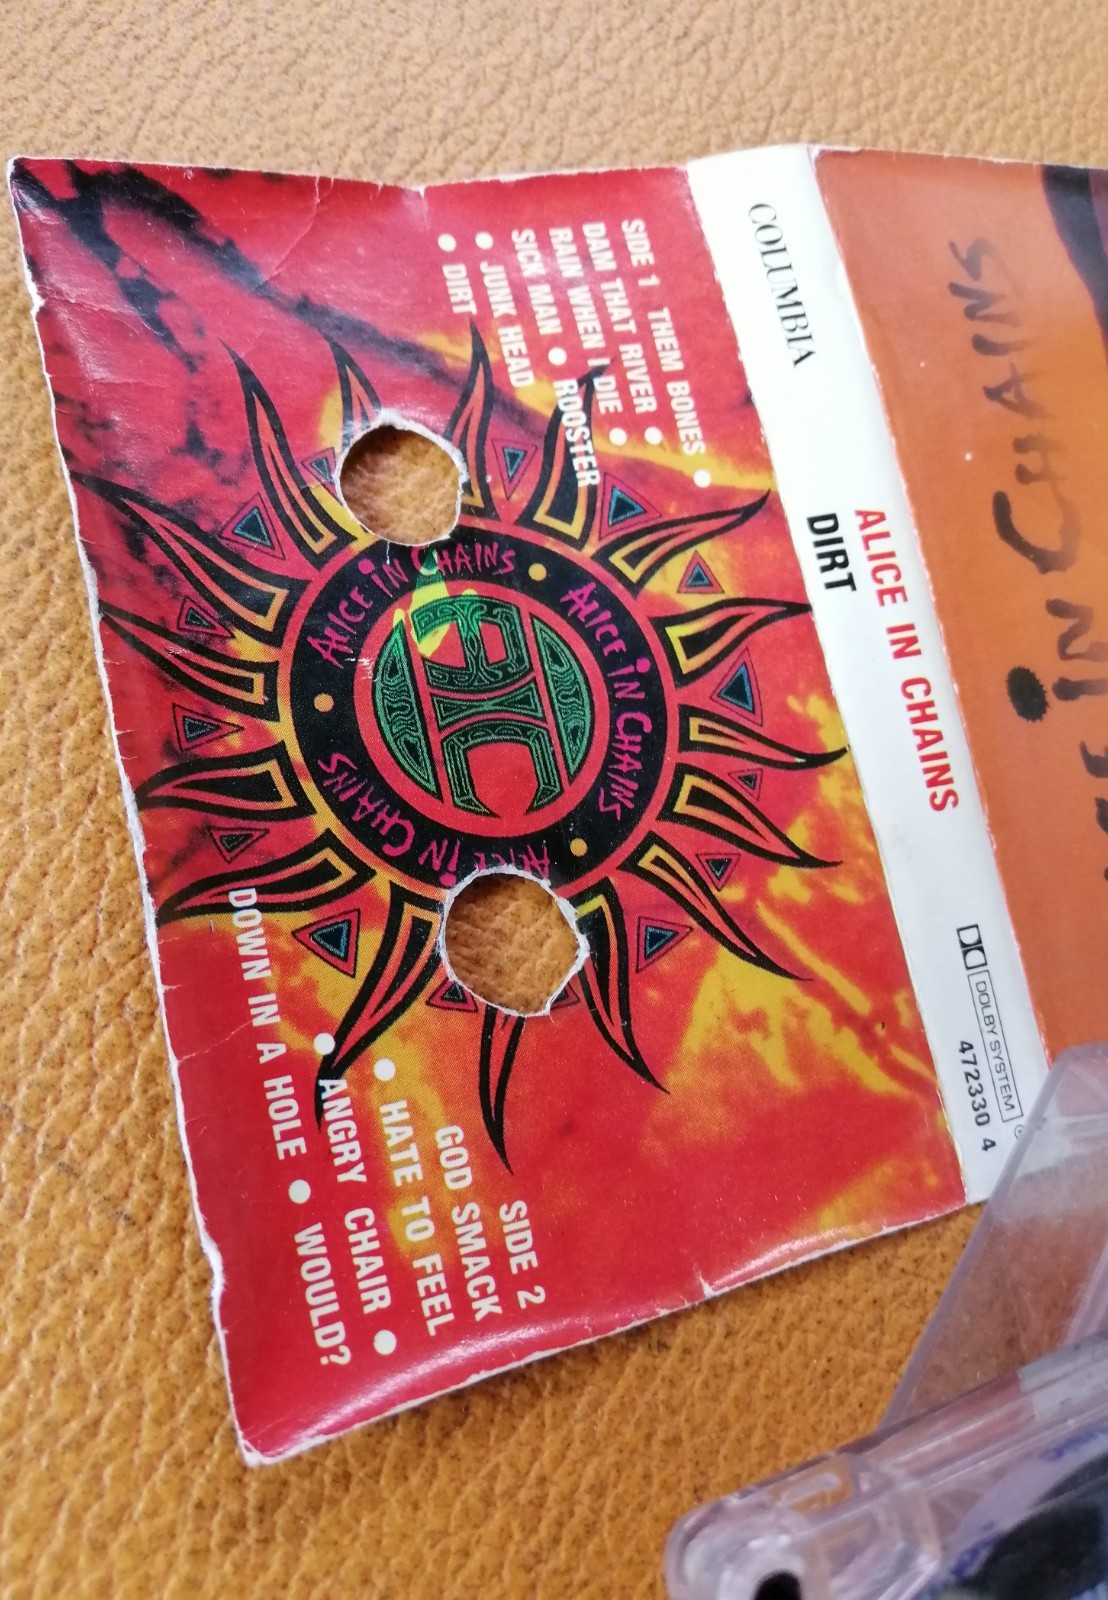 SIDE 1 THEM BONES •
DAM THAT RIVER •
RAIN WHEN I DIE •
SICK MAN • ROOSTER
• JUNK HEAD
• DIRT
ALICE IN CHAINS
ALICE IN CHAINS
ALICE IN CHAINS
SIDE 2
GOD SMACK
• HATE TO FEEL
• ANGRY CHAIR •
DOWN IN A HOLE • WOULD?
COLUMBIA
ALICE IN CHAINS
DIRT
DOLBY SYSTEM
472330 4
IN CHAINS